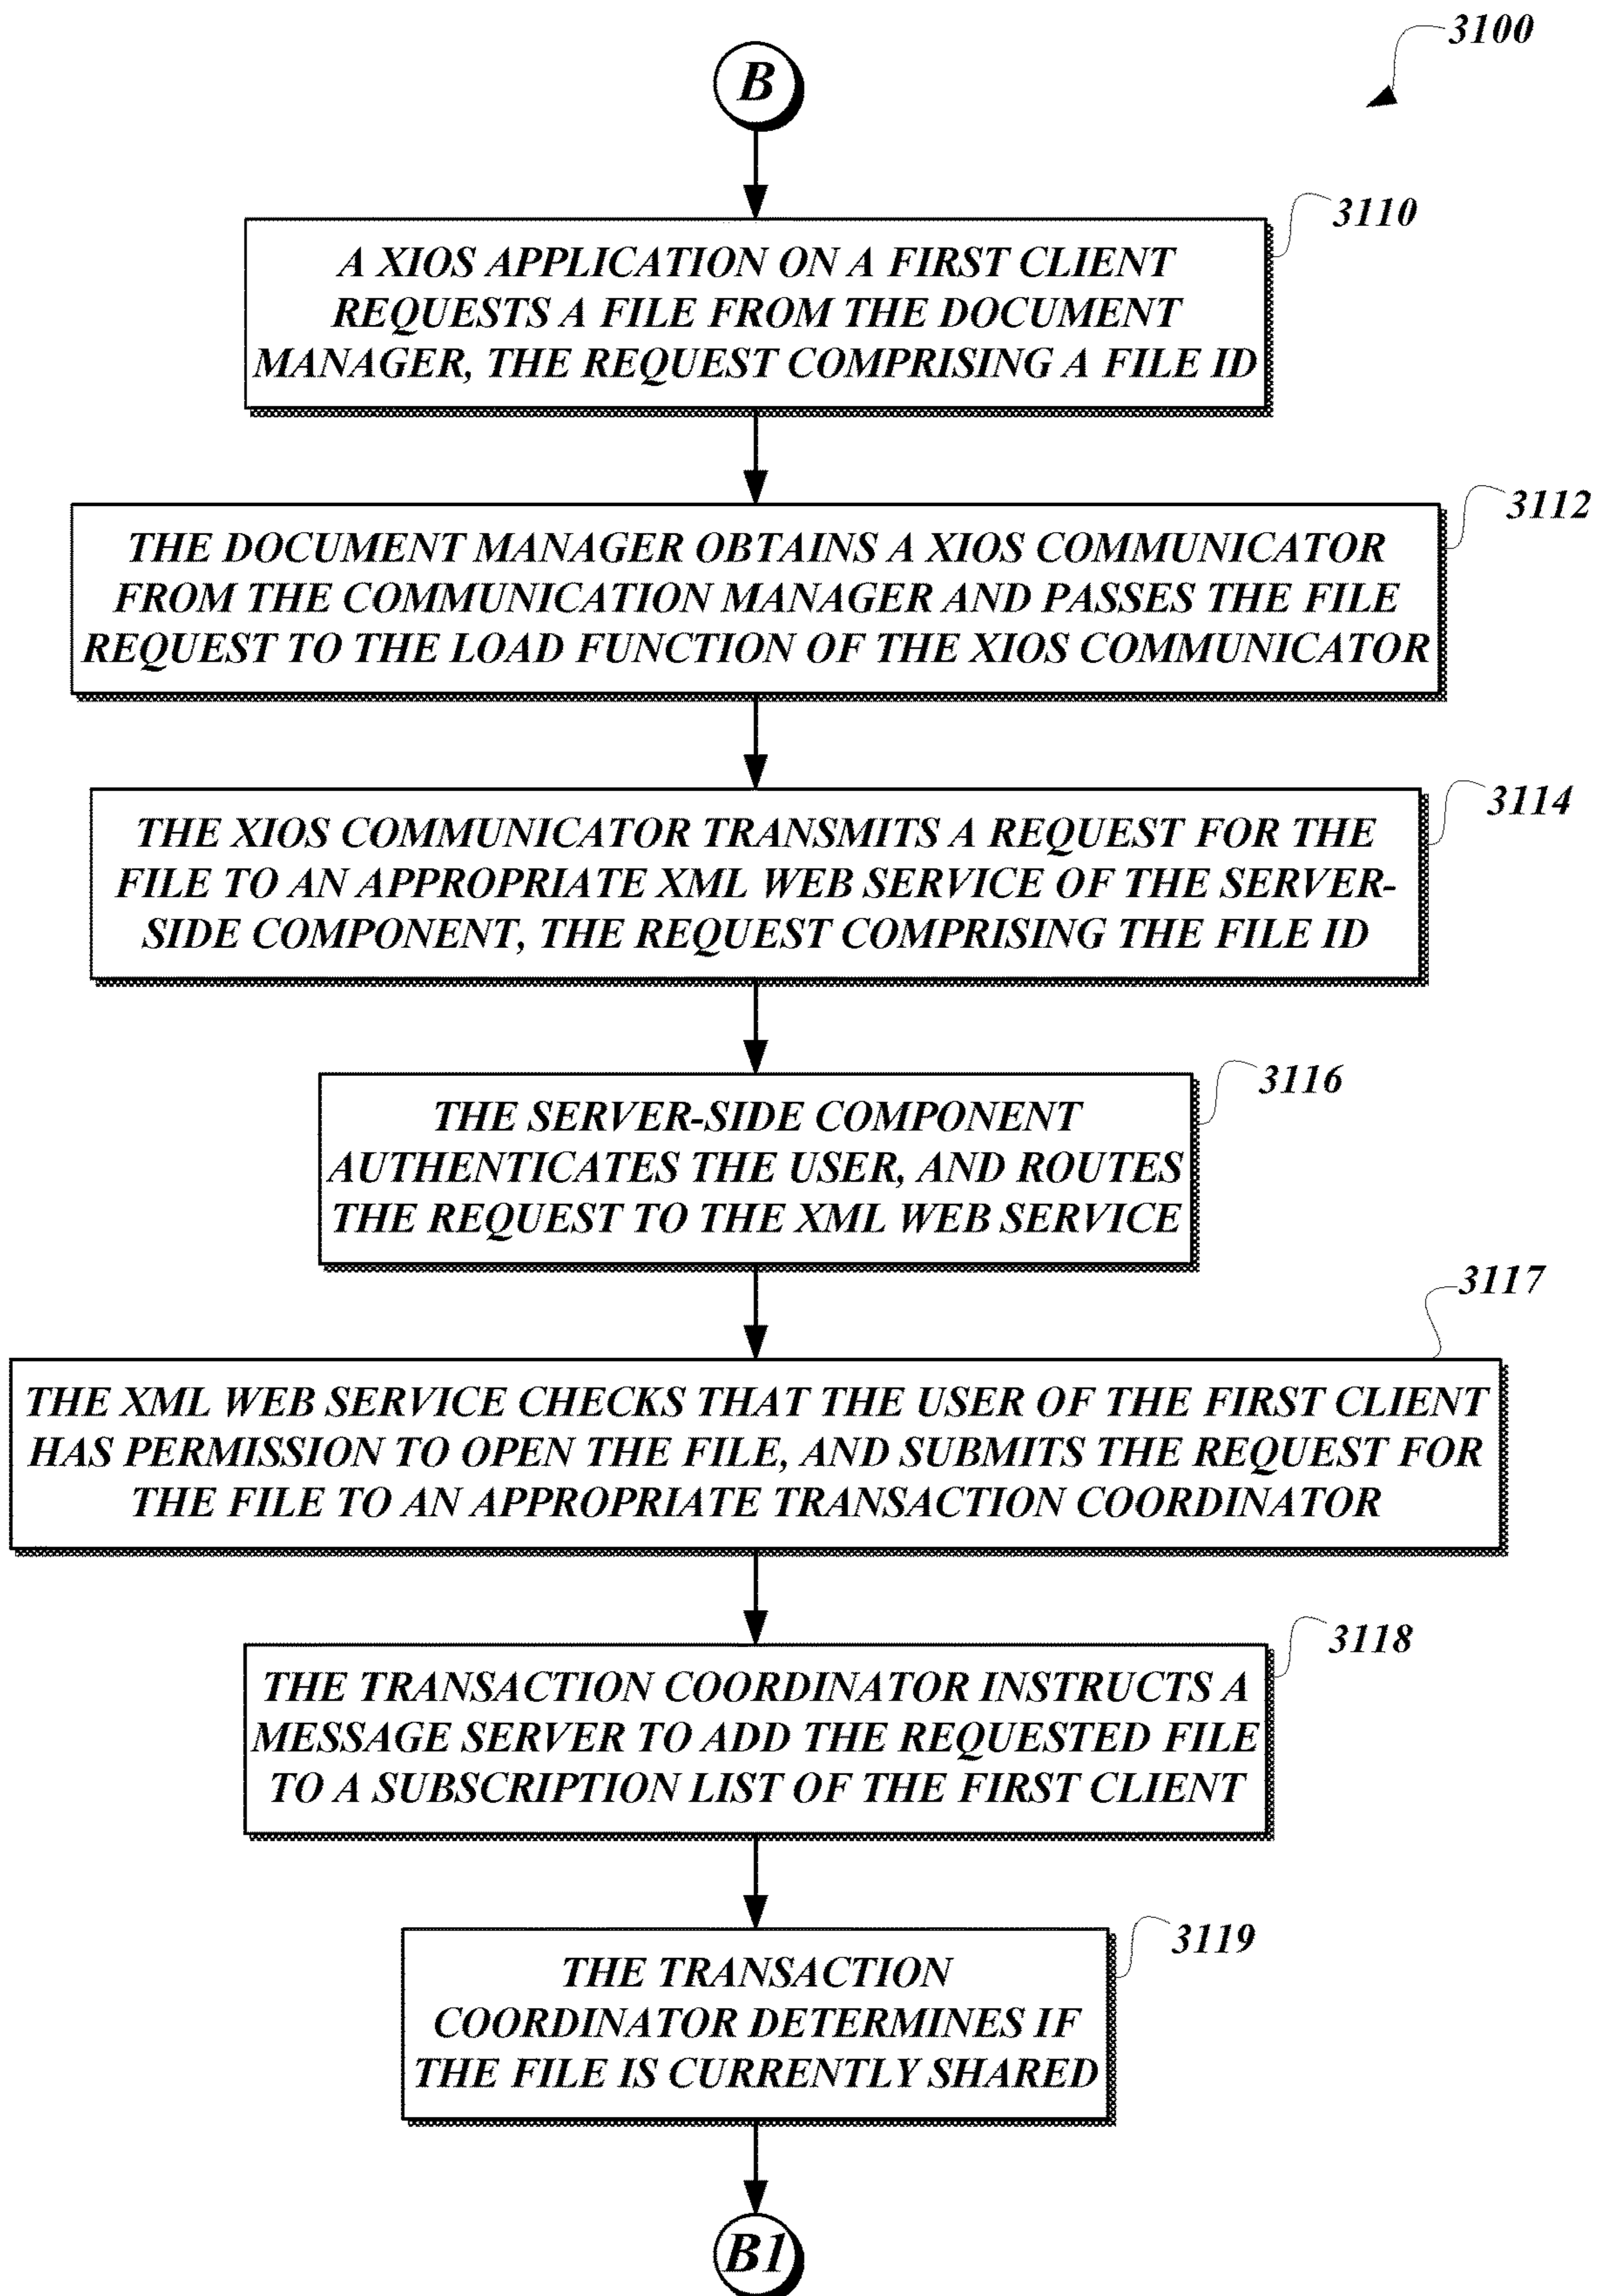 3100
B
3110
A XIOS APPLICATION ON A FIRST CLIENT
REQUESTS A FILE FROM THE DOCUMENT
MANAGER, THE REQUEST COMPRISING A FILE ID
3112
THE DOCUMENT MANAGER OBTAINS A XIOS COMMUNICATOR
FROM THE COMMUNICATION MANAGER AND PASSES THE FILE
REQUEST TO THE LOAD FUNCTION OF THE XIOS COMMUNICATOR
3114
THE XIOS COMMUNICATOR TRANSMITS A REQUEST FOR THE
FILE TO AN APPROPRIATE XML WEB SERVICE OF THE SERVER-
SIDE COMPONENT, THE REQUEST COMPRISING THE FILE ID
3116
THE SERVER-SIDE COMPONENT
AUTHENTICATES THE USER, AND ROUTES
THE REQUEST TO THE XML WEB SERVICE
3117
THE XML WEB SERVICE CHECKS THAT THE USER OF THE FIRST CLIENT
HAS PERMISSION TO OPEN THE FILE, AND SUBMITS THE REQUEST FOR
THE FILE TO AN APPROPRIATE TRANSACTION COORDINATOR
3118
THE TRANSACTION COORDINATOR INSTRUCTS A
MESSAGE SERVER TO ADD THE REQUESTED FILE
TO A SUBSCRIPTION LIST OF THE FIRST CLIENT
3119
THE TRANSACTION
COORDINATOR DETERMINES IF
THE FILE IS CURRENTLY SHARED
B1